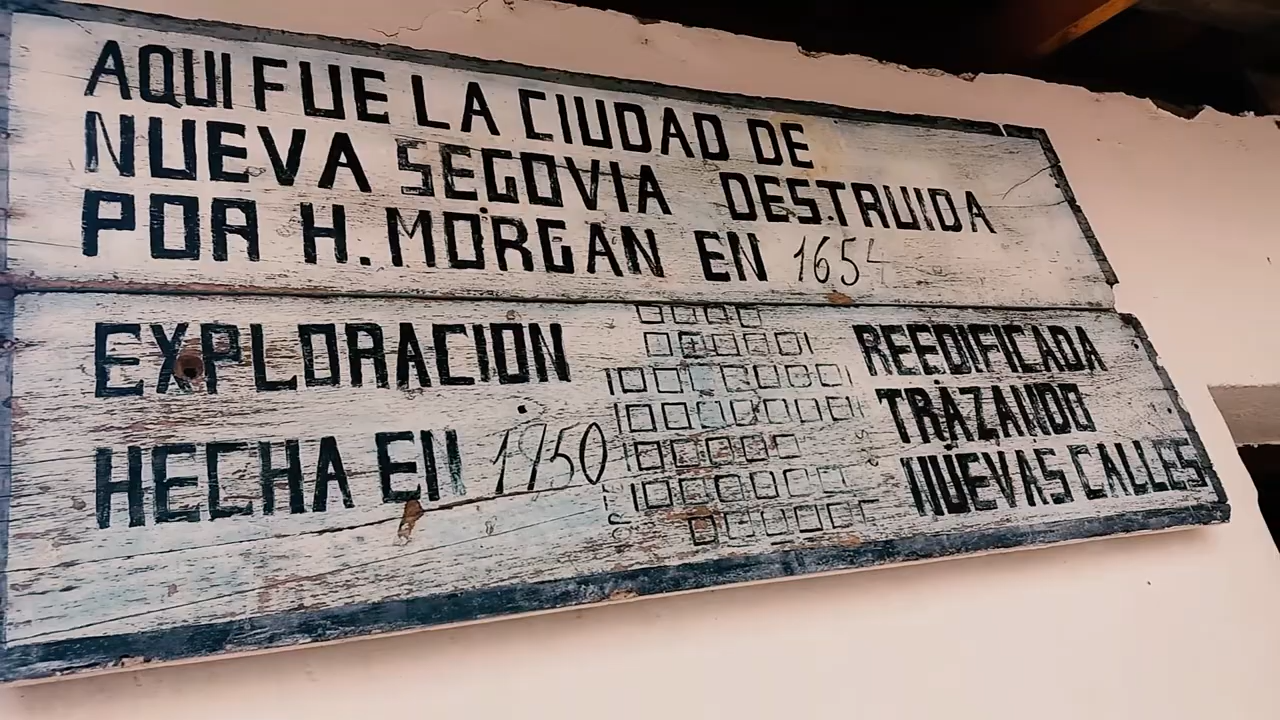 AQUI FUE LA CIUDAD DE
NUEVA SEGOVIA DESTRUIDA
POR H. MORGAN EN 1654
EXPLORACION
HECHA EN 1950
REEDIFICADA
TRAZANDO
NUEVAS CALLES